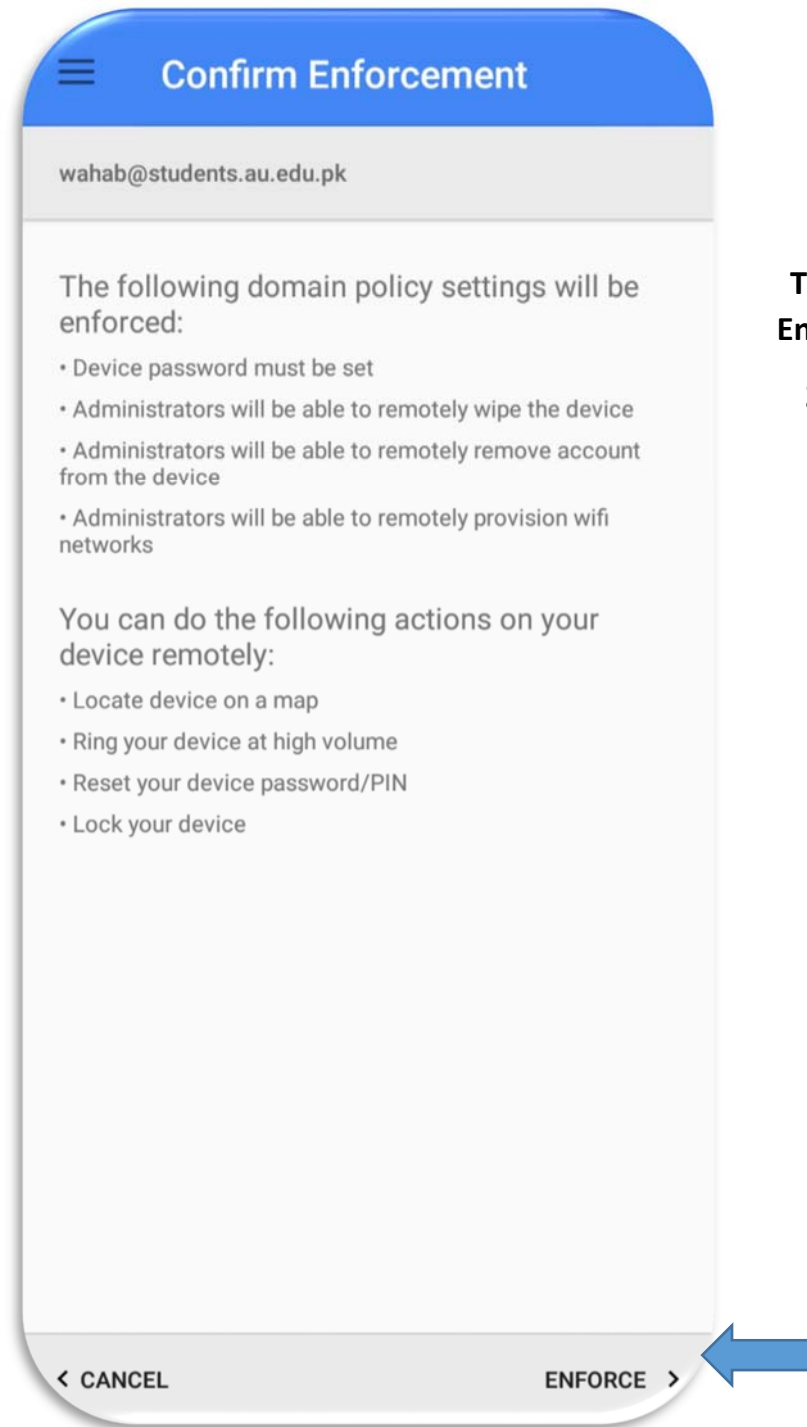 Confirm Enforcement
wahab@students.au.edu.pk
The following domain policy settings will be
enforced:
• Device password must be set
• Administrators will be able to remotely wipe the device
• Administrators will be able to remotely remove account
from the device
• Administrators will be able to remotely provision wifi
networks
You can do the following actions on your
device remotely:
• Locate device on a map
• Ring your device at high volume
• Reset your device password/PIN
• Lock your device
< CANCEL
ENFORCE >
T
En